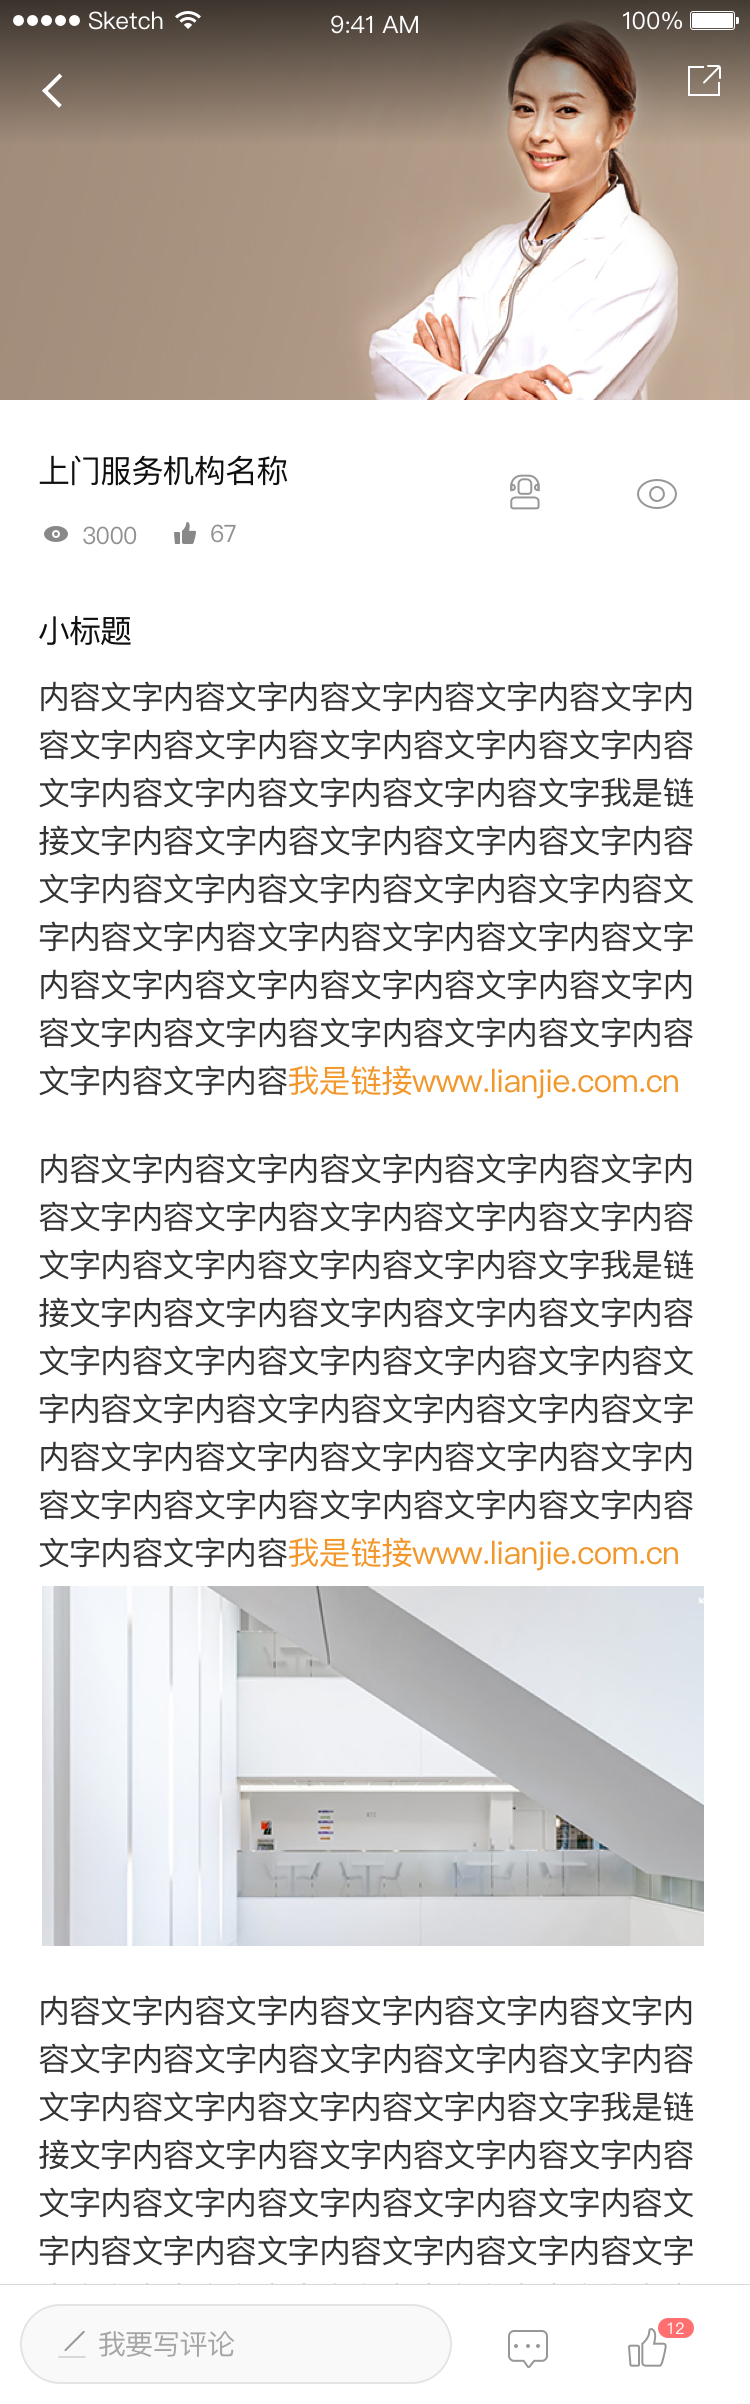 Sketch 9:41 AM 100%
上门服务机构名称
3000 67
小标题
内容文字内容文字内容文字内容文字内容文字内
容文字内容文字内容文字内容文字内容文字内容
文字内容文字内容文字内容文字内容文字我是链
接文字内容文字内容文字内容文字内容文字内容
文字内容文字内容文字内容文字内容文字内容文
字内容文字内容文字内容文字内容文字内容文字
内容文字内容文字内容文字内容文字内容文字内
容文字内容文字内容文字内容文字内容文字内容
文字内容文字内容我是链接www.lianjie.com.cn
内容文字内容文字内容文字内容文字内容文字内
容文字内容文字内容文字内容文字内容文字内容
文字内容文字内容文字内容文字内容文字我是链
接文字内容文字内容文字内容文字内容文字内容
文字内容文字内容文字内容文字内容文字内容文
字内容文字内容文字内容文字内容文字内容文字
内容文字内容文字内容文字内容文字内容文字内
容文字内容文字内容文字内容文字内容文字内容
文字内容文字内容我是链接www.lianjie.com.cn
内容文字内容文字内容文字内容文字内容文字内
容文字内容文字内容文字内容文字内容文字内容
文字内容文字内容文字内容文字内容文字我是链
接文字内容文字内容文字内容文字内容文字内容
文字内容文字内容文字内容文字内容文字内容文
字内容文字内容文字内容文字内容文字内容文字
我要写评论 12